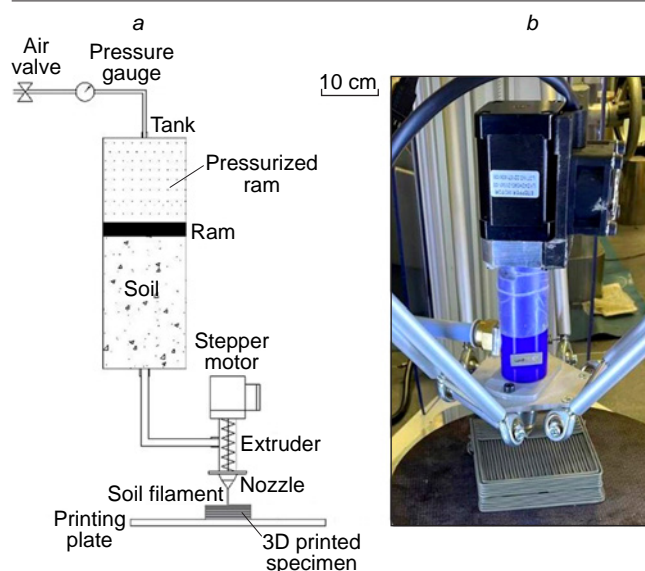 a
b
Air
valve
Pressure
gauge
10 cm
Tank
Pressurized
ram
Ram
Soil
Stepper
motor
Extruder
Nozzle
Soil filament
Printing
plate
3D printed
specimen